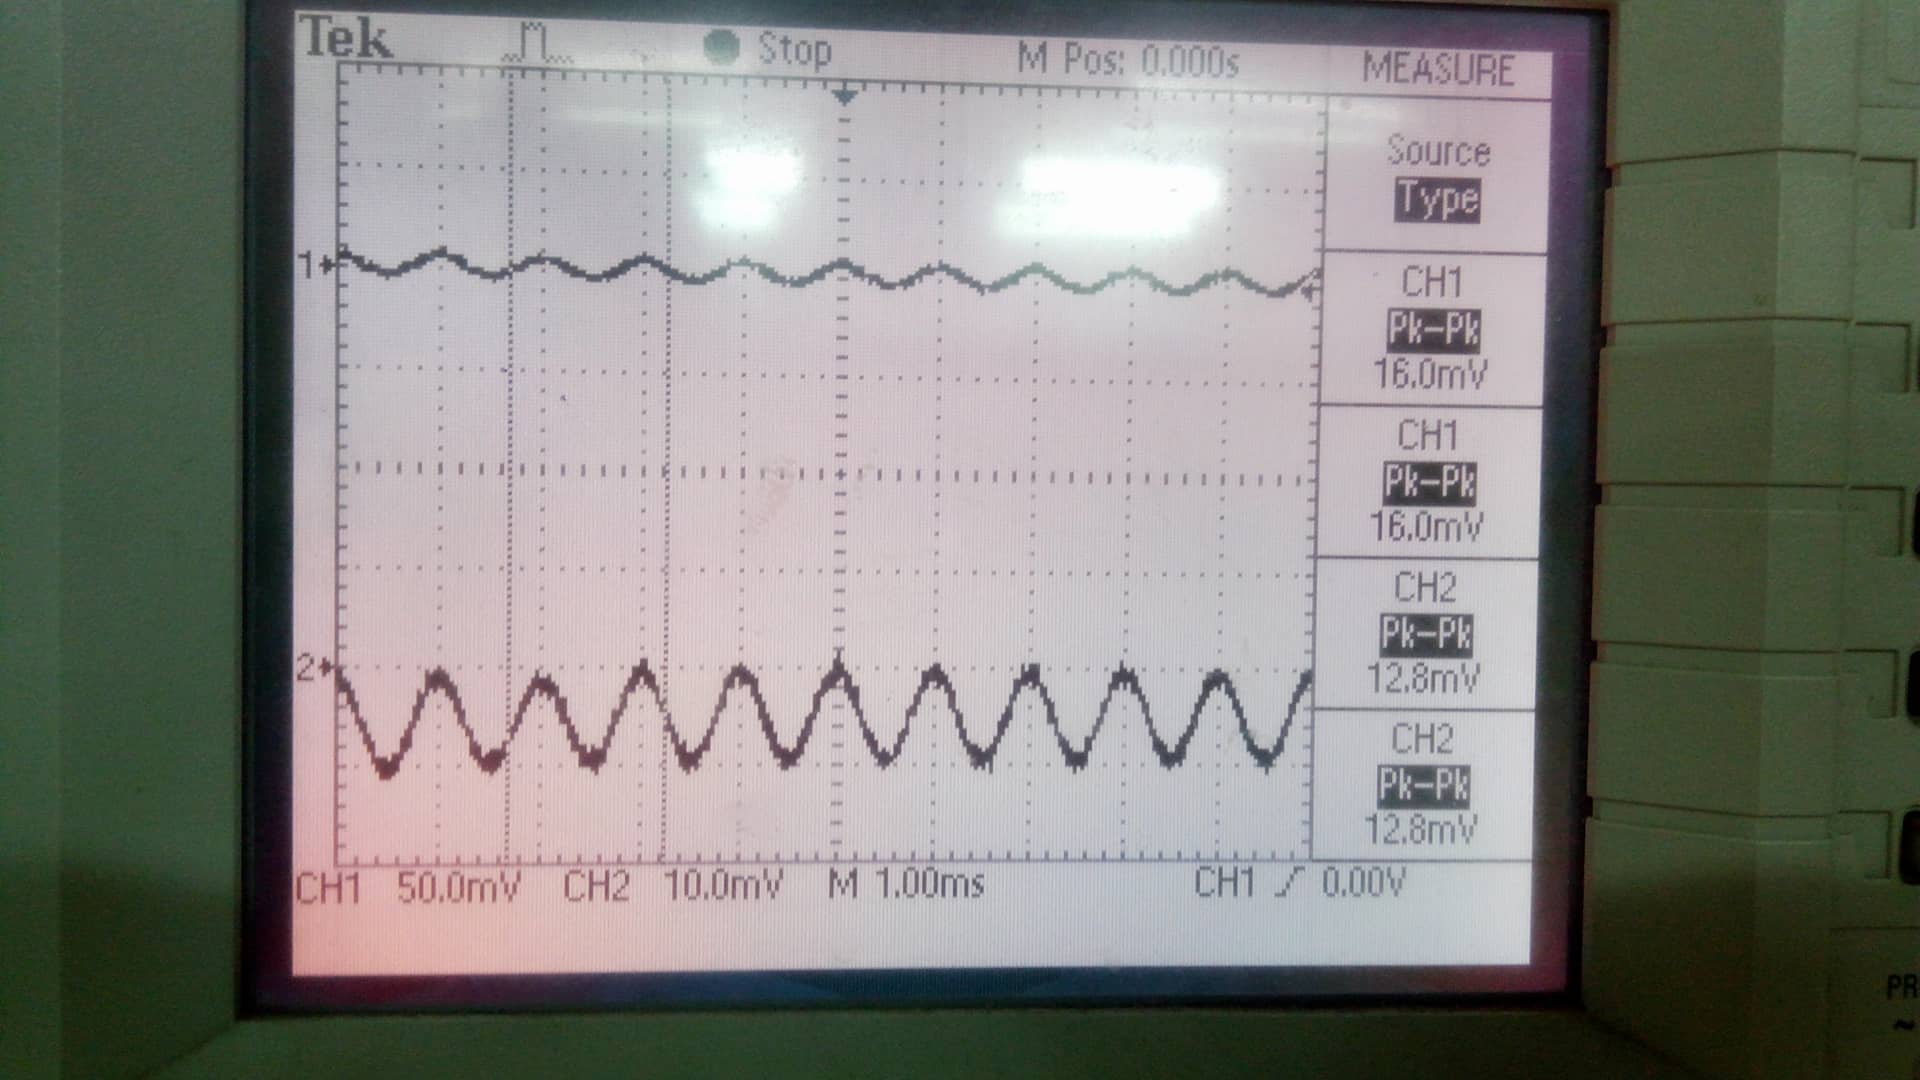 Tek Stop M Pos: 0.000s MEASURE
Source
Type
1
CH1
Pk-Pk
16.0mV
CH1
Pk-Pk
16.0mV
CH2
Pk-Pk
12.8mV
2
CH2
Pk-Pk
12.8mV
CH1 50.0mV CH2 10.0mV M 1.00ms CH1 0.00V
PR
~